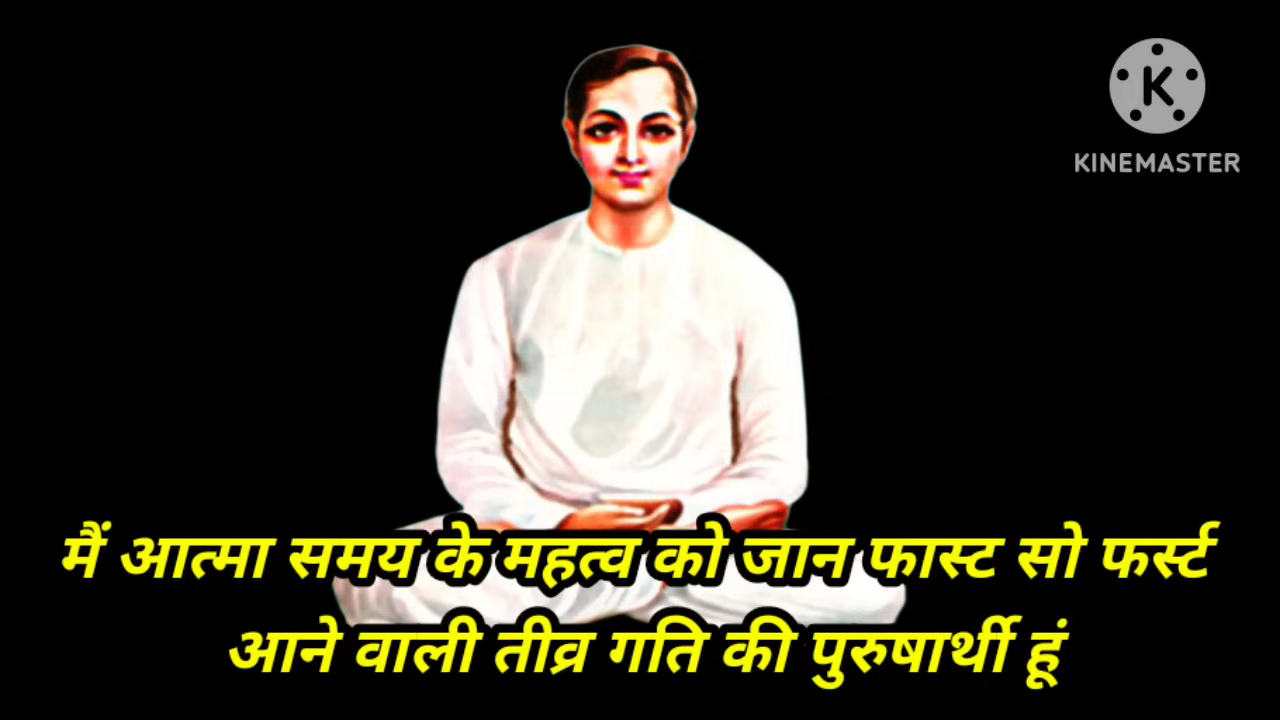 KINEMASTER
मैं आत्मा समय के महत्व को जान फास्ट सो फर्स्ट
आने वाली तीव्र गति की पुरुषार्थी हूं